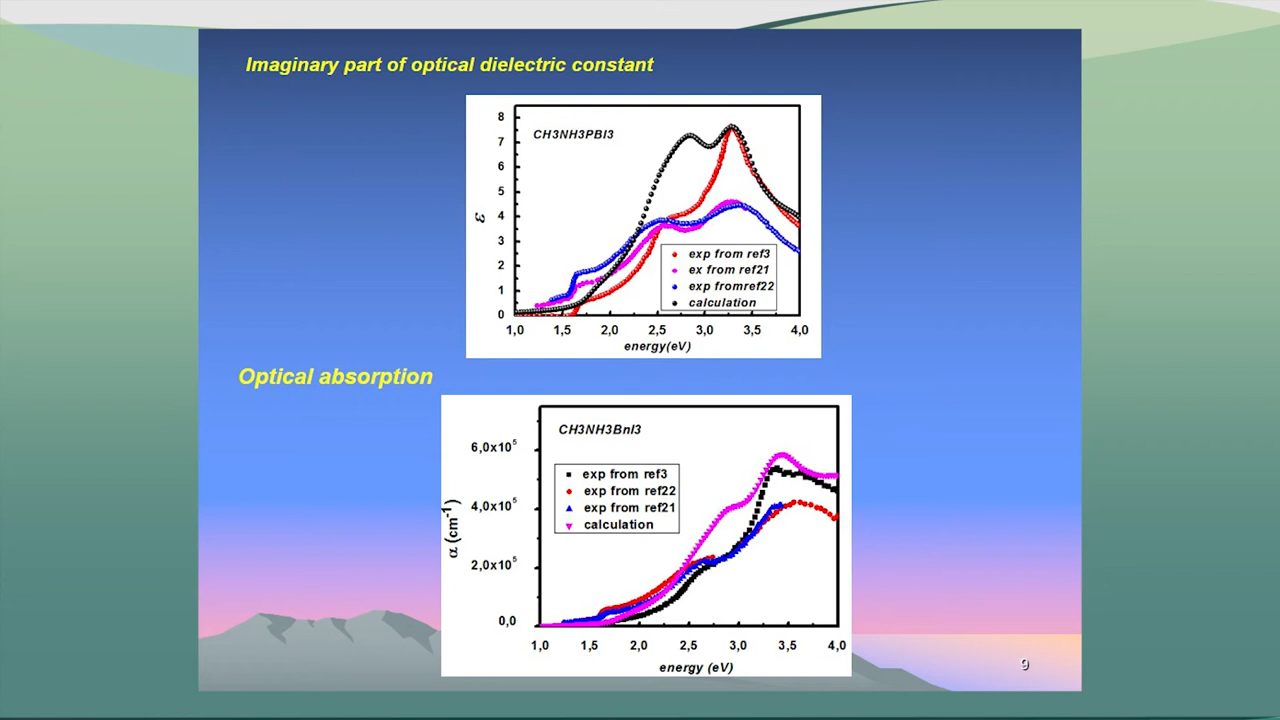 Imaginary part of optical dielectric constant
CH3NH3PBI3
8
7
6
5
4
3
2
1
0
ε
exp from ref3
ex from ref21
exp fromref22
calculation
1,0 1,5 2,0 2,5 3,0 3,5 4,0
energy(eV)
Optical absorption
CH3NH3BnI3
6,0x10⁵
4,0x10⁵
2,0x10⁵
0,0
α (cm⁻¹)
exp from ref3
exp from ref22
exp from ref21
calculation
1,0 1,5 2,0 2,5 3,0 3,5 4,0
energy (eV)
9